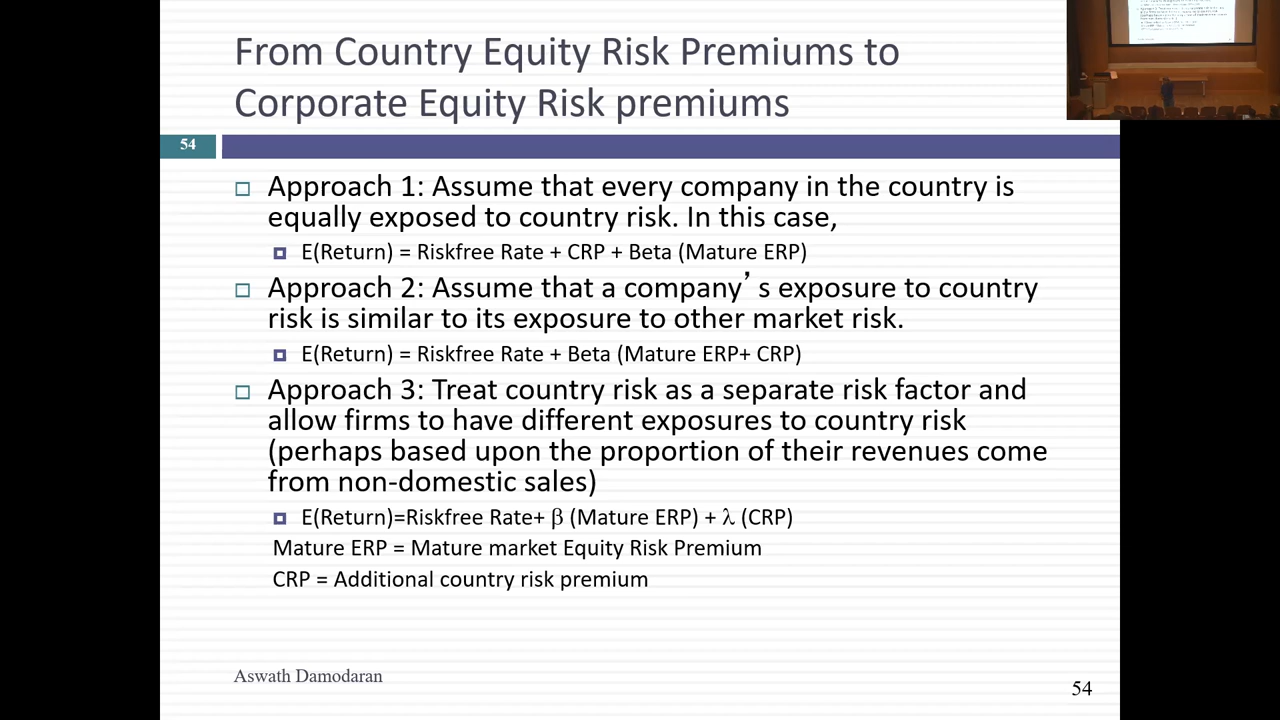 From Country Equity Risk Premiums to
Corporate Equity Risk premiums
54
Approach 1: Assume that every company in the country is
equally exposed to country risk. In this case,
E(Return) = Riskfree Rate + CRP + Beta (Mature ERP)
Approach 2: Assume that a company’s exposure to country
risk is similar to its exposure to other market risk.
E(Return) = Riskfree Rate + Beta (Mature ERP+ CRP)
Approach 3: Treat country risk as a separate risk factor and
allow firms to have different exposures to country risk
(perhaps based upon the proportion of their revenues come
from non-domestic sales)
E(Return)=Riskfree Rate+ β (Mature ERP) + λ (CRP)
Mature ERP = Mature market Equity Risk Premium
CRP = Additional country risk premium
Aswath Damodaran
54